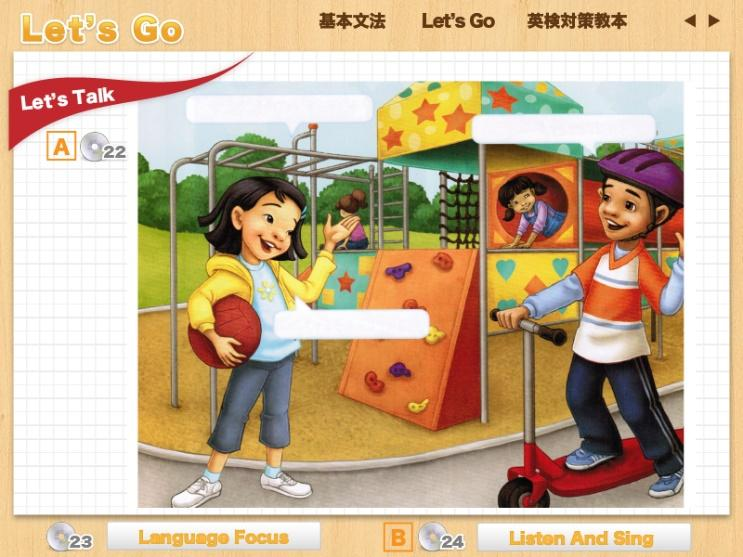 Let's Go
基本文法 Let's Go 英検対策教本
Let's Talk
A 22
23 Language Focus
B 24 Listen And Sing